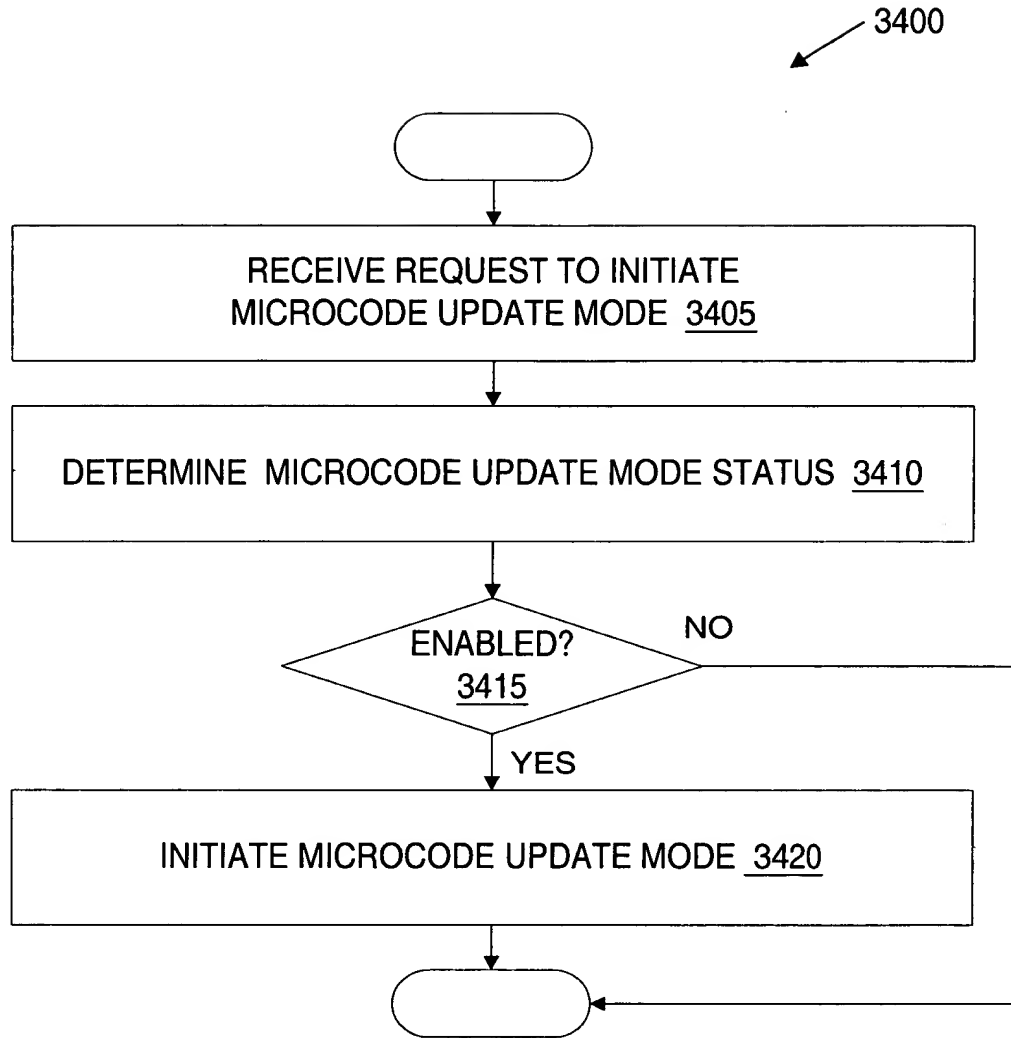 3400
RECEIVE REQUEST TO INITIATE
MICROCODE UPDATE MODE 3405
DETERMINE MICROCODE UPDATE MODE STATUS 3410
ENABLED?
3415
NO
YES
INITIATE MICROCODE UPDATE MODE 3420